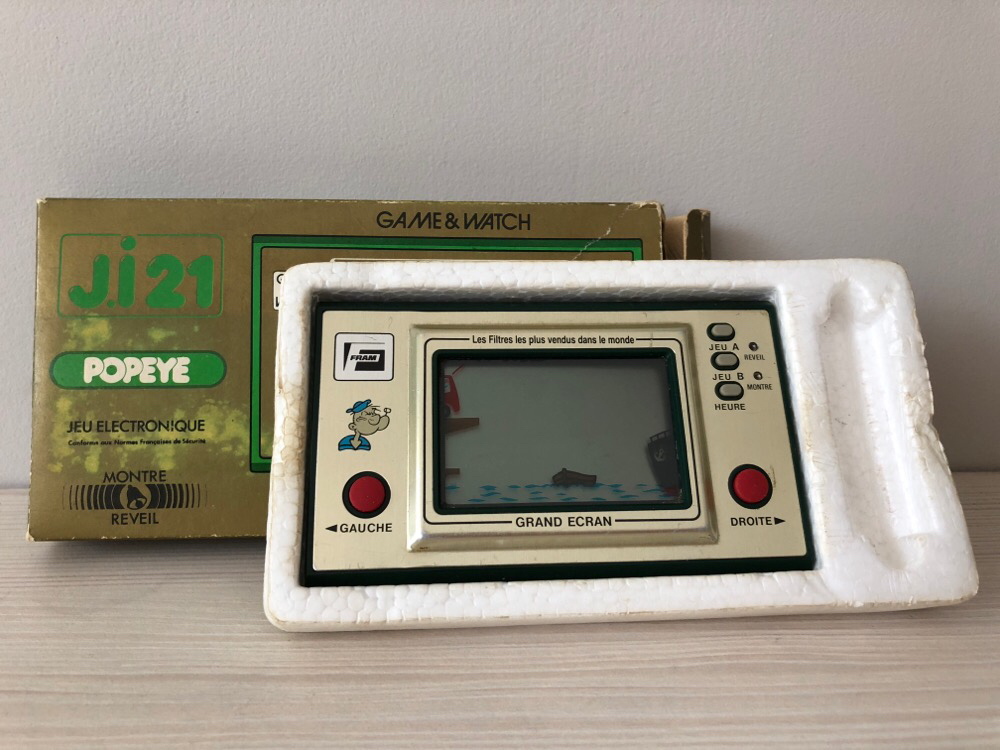 GAME & WATCH
J.i 21
POPEYE
JEU ELECTRONIQUE
Conforme aux Normes Françaises de Sécurité
MONTRE
REVEIL
FRAM
Les Filtres les plus vendus dans le monde
JEU A
REVEIL
JEU B
MONTRE
HEURE
◄GAUCHE
GRAND ECRAN
DROITE►